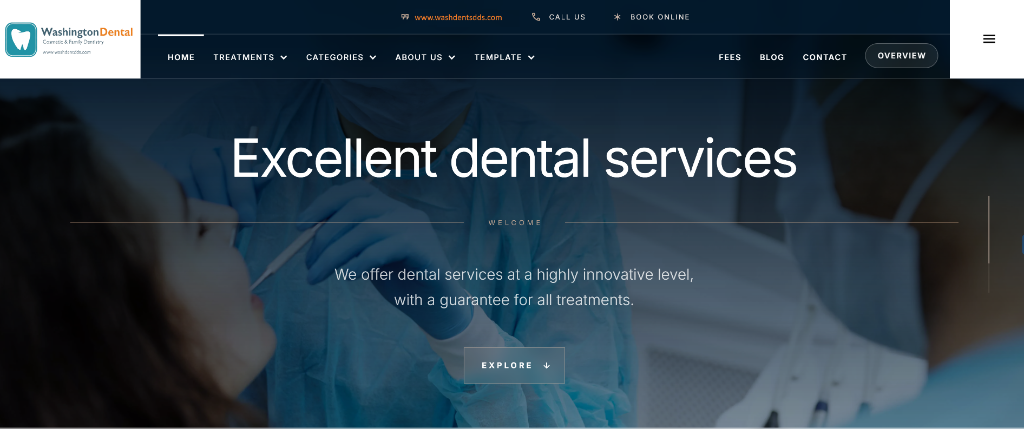 WashingtonDental
Cosmetic & Family Dentistry
www.washdentsdds.com
CALL US
BOOK ONLINE
HOME
TREATMENTS
CATEGORIES
ABOUT US
TEMPLATE
FEES
BLOG
CONTACT
OVERVIEW
Excellent dental services
WELCOME
We offer dental services at a highly innovative level,
with a guarantee for all treatments.
EXPLORE